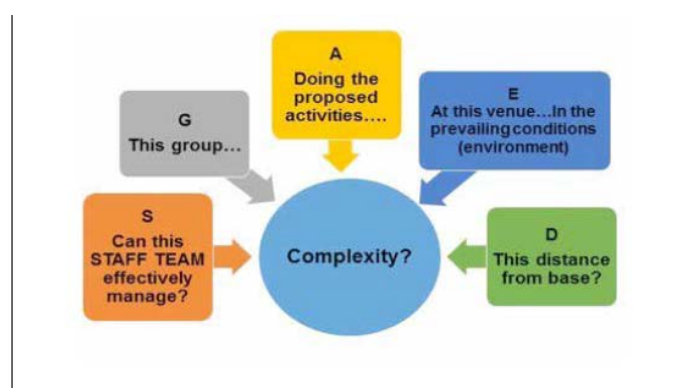 S
Can this
STAFF TEAM
effectively
manage?
G
This group...
A
Doing the
proposed
activities....
E
At this venue...In the
prevailing conditions
(environment)
D
This distance
from base?
Complexity?